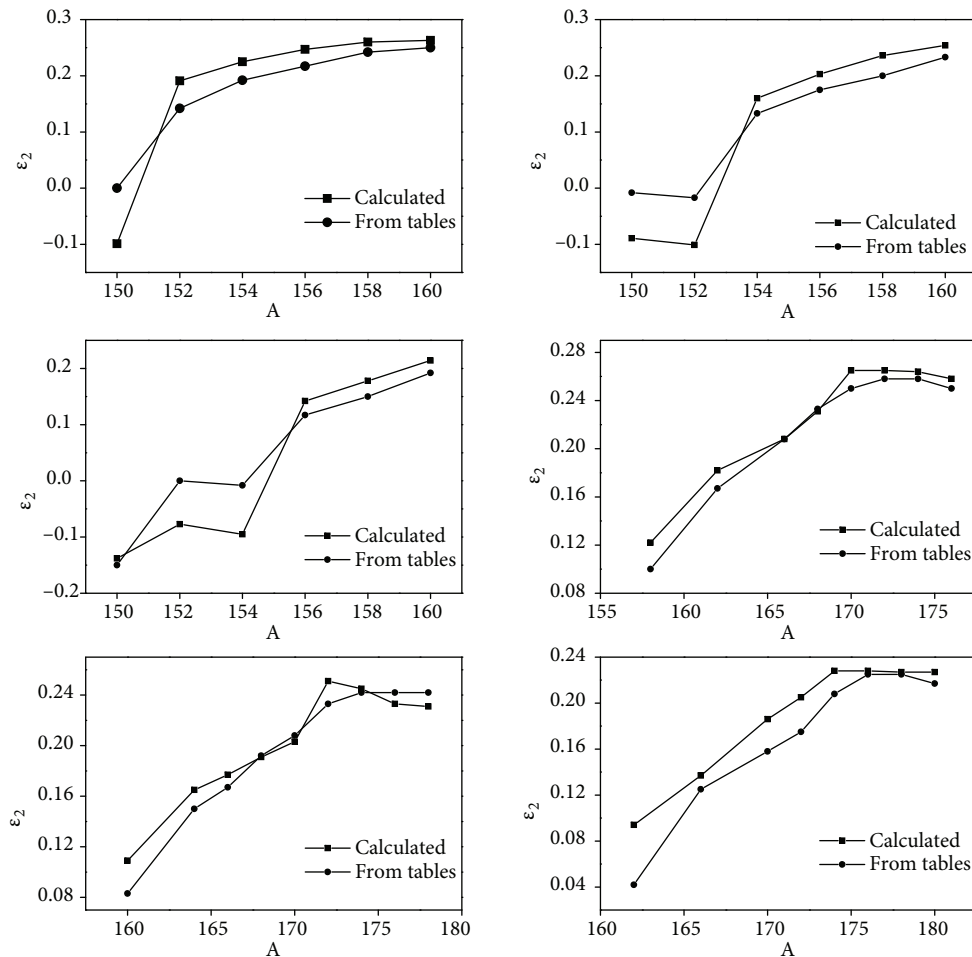 0.3
0.2
0.1
0.0
−0.1
ε2
150 152 154 156 158 160
A
Calculated
From tables
0.3
0.2
0.1
0.0
−0.1
ε2
150 152 154 156 158 160
A
Calculated
From tables
0.2
0.1
0.0
−0.1
−0.2
ε2
150 152 154 156 158 160
A
Calculated
From tables
0.28
0.24
0.20
0.16
0.12
0.08
ε2
155 160 165 170 175
A
Calculated
From tables
0.24
0.20
0.16
0.12
0.08
ε2
160 165 170 175 180
A
Calculated
From tables
0.24
0.20
0.16
0.12
0.08
0.04
ε2
160 165 170 175 180
A
Calculated
From tables